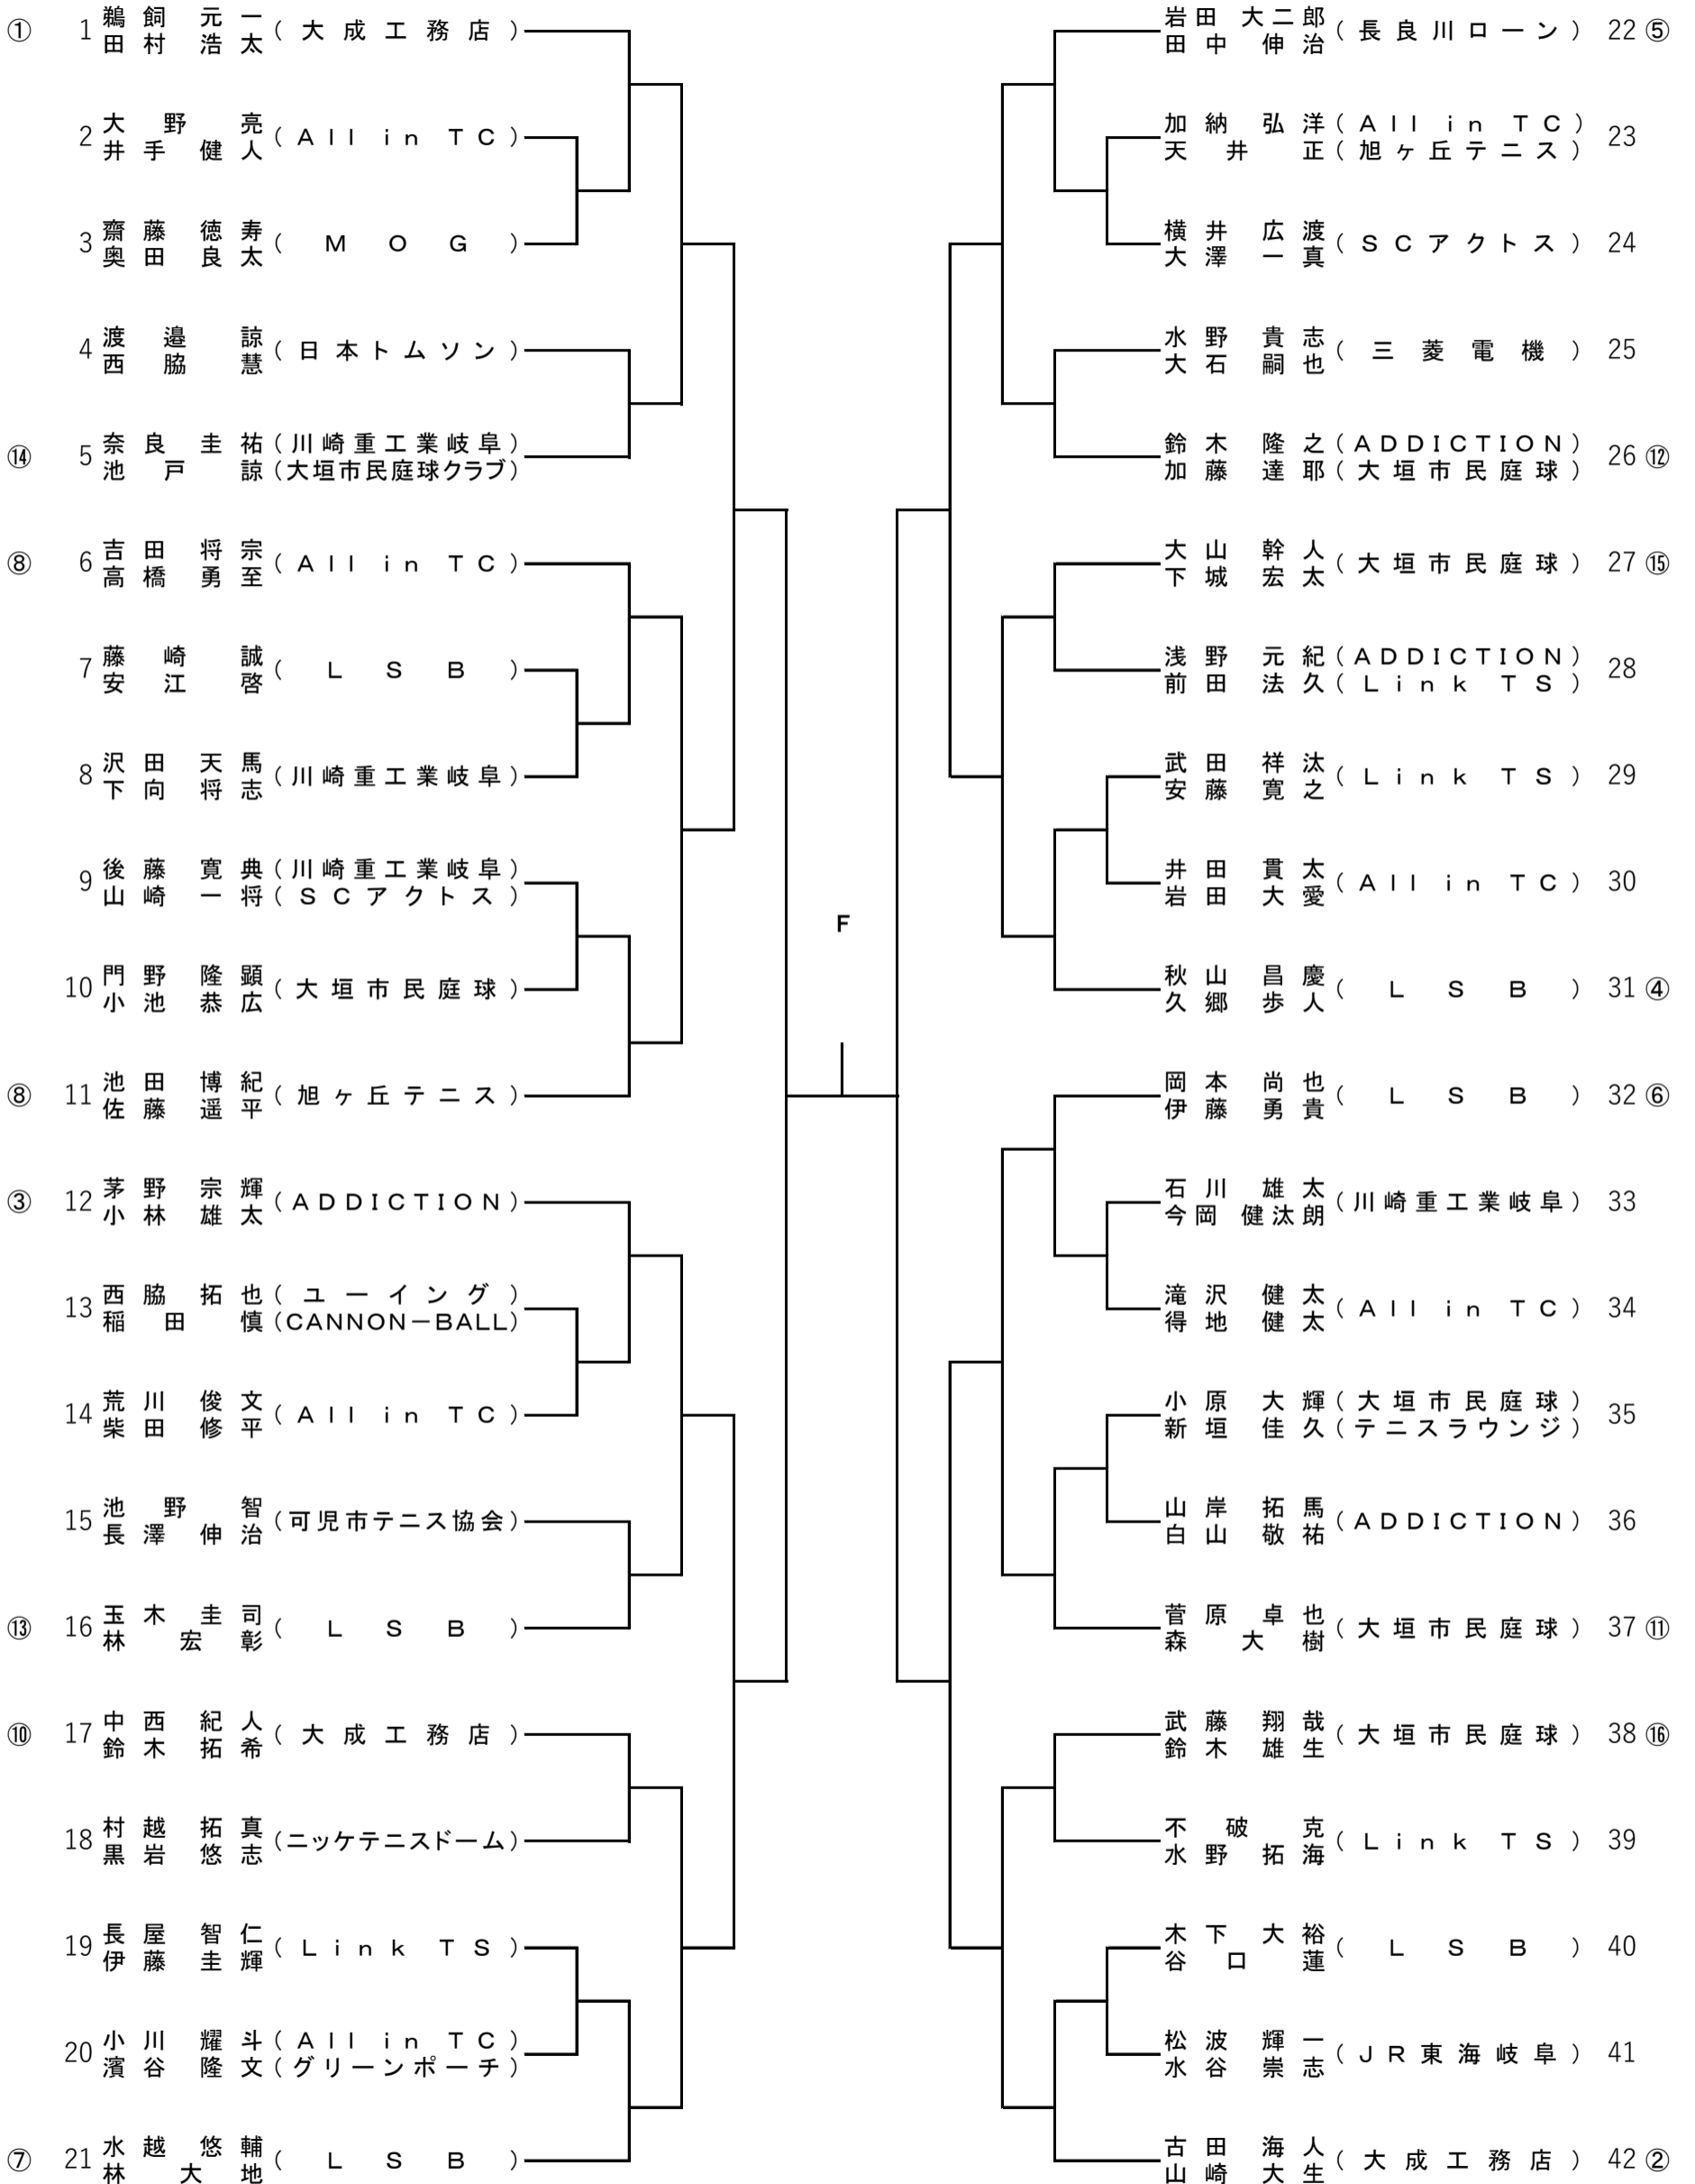 ① 1 鵜飼 元一 (大成工務店)
田村 浩太
2 大野 亮 (All in TC)
井手 健人
3 齋藤 徳寿 (MOG)
奥田 良太
4 渡邉 諒 (日本トムソン)
西脇 慧
⑭ 5 奈良 圭祐 (川崎重工業岐阜)
池戸 諒 (大垣市民庭球クラブ)
⑧ 6 吉田 将宗 (All in TC)
高橋 勇至
7 藤崎 誠 (LSB)
安江 啓
8 沢田 天馬 (川崎重工業岐阜)
下向 将志
9 後藤 寛典 (川崎重工業岐阜)
山崎 一将 (SCアクトス)
10 門野 隆顕 (大垣市民庭球)
小池 恭広
⑧ 11 池田 博紀 (旭ヶ丘テニス)
佐藤 遥平
③ 12 茅野 宗輝 (ADDICTION)
小林 雄太
13 西脇 拓也 (ユーイング)
稲田 慎 (CANNON－BALL)
14 荒川 俊文 (All in TC)
柴田 修平
15 池野 智 (可児市テニス協会)
長澤 伸治
⑬ 16 玉木 圭司 (LSB)
林 宏彰
⑩ 17 中西 紀人 (大成工務店)
鈴木 拓希
18 村越 拓真 (ニッケテニスドーム)
黒岩 悠志
19 長屋 智仁 (Link TS)
伊藤 圭輝
20 小川 耀斗 (All in TC)
濱谷 隆文 (グリーンポーチ)
⑦ 21 水越 悠輔 (LSB)
林 大地
F
岩田 大二郎 (長良川ローン) 22 ⑤
田中 伸治
加納 弘洋 (All in TC) 23
天井 正 (旭ヶ丘テニス)
横井 広渡 (SCアクトス) 24
大澤 一真
水野 貴志 (三菱電機) 25
大石 嗣也
鈴木 隆之 (ADDICTION) 26 ⑫
加藤 達耶 (大垣市民庭球)
大山 幹人 (大垣市民庭球) 27 ⑮
下城 宏太
浅野 元紀 (ADDICTION) 28
前田 法久 (Link TS)
武田 祥汰 (Link TS) 29
安藤 寛之
井田 貫太 (All in TC) 30
岩田 大愛
秋山 昌慶 (LSB) 31 ④
久郷 歩人
岡本 尚也 (LSB) 32 ⑥
伊藤 勇貴
石川 雄太 (川崎重工業岐阜) 33
今岡 健汰朗
滝沢 健太 (All in TC) 34
得地 健太
小原 大輝 (大垣市民庭球) 35
新垣 佳久 (テニスラウンジ)
山岸 拓馬 (ADDICTION) 36
白山 敬祐
菅原 卓也 (大垣市民庭球) 37 ⑪
森 大樹
武藤 翔哉 (大垣市民庭球) 38 ⑯
鈴木 雄生
不破 克 (Link TS) 39
水野 拓海
木下 大裕 (LSB) 40
谷口 蓮
松波 輝一 (JR東海岐阜) 41
水谷 崇志
古田 海人 (大成工務店) 42 ②
山崎 大生